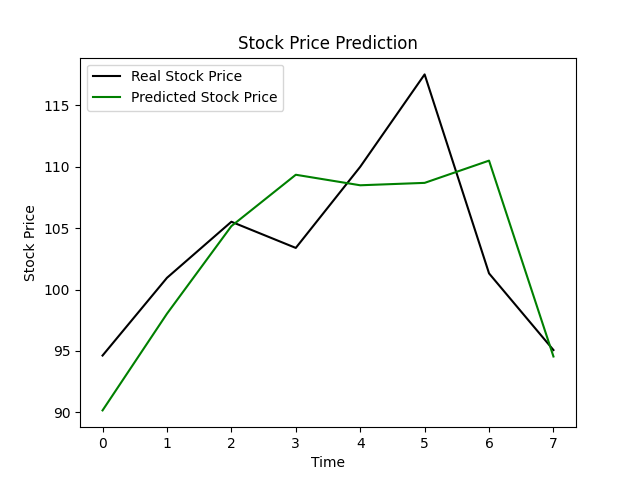 Stock Price Prediction
Real Stock Price
Predicted Stock Price
Stock Price
115
110
105
100
95
90
0 1 2 3 4 5 6 7
Time